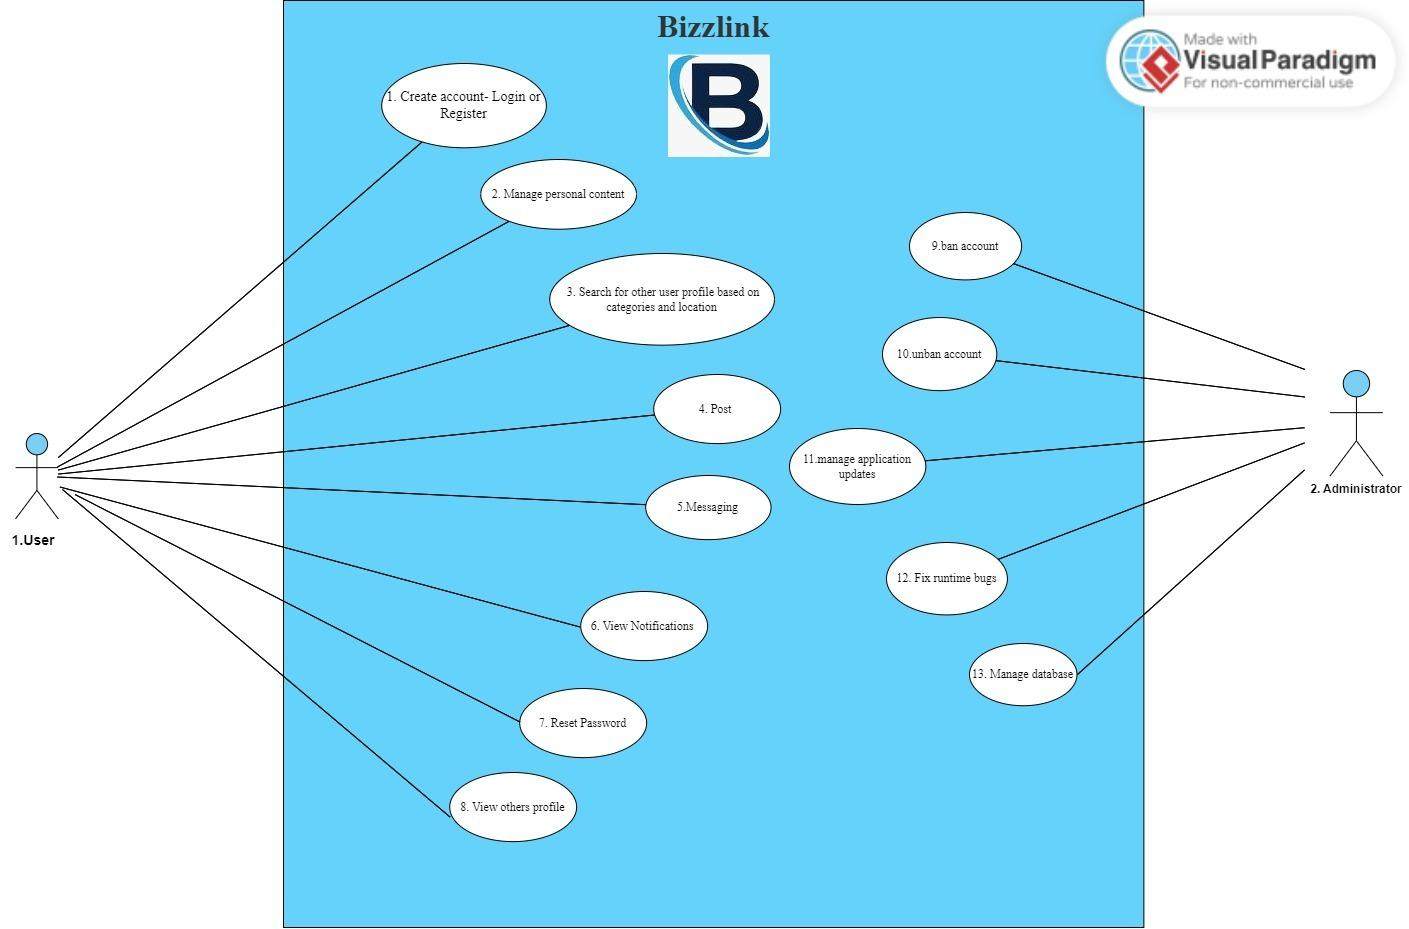 Bizzlink
B
Made with
Visual Paradigm
For non-commercial use
1. Create account- Login or
Register
2. Manage personal content
3. Search for other user profile based on
categories and location
4. Post
5.Messaging
6. View Notifications
7. Reset Password
8. View others profile
1.User
9.ban account
10.unban account
11.manage application
updates
12. Fix runtime bugs
13. Manage database
2. Administrator